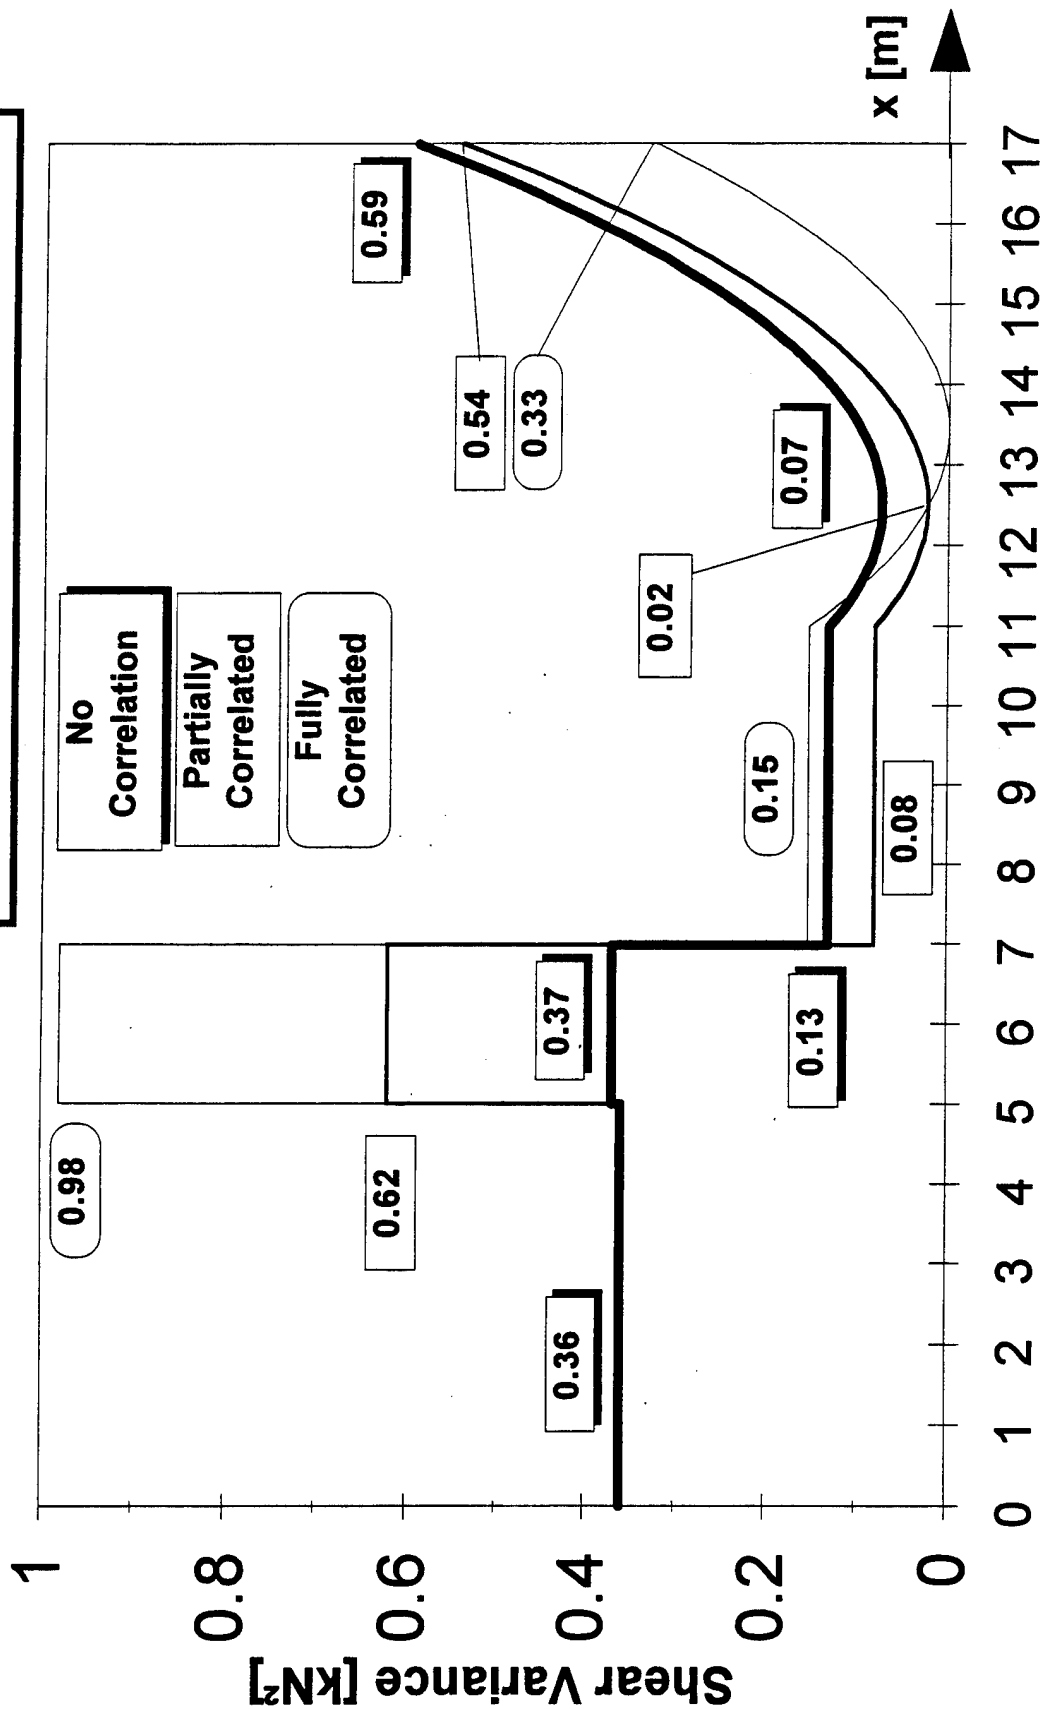 Shear Variance [kN²]
1
0.8
0.6
0.4
0.2
0
No
Correlation
Partially
Correlated
Fully
Correlated
0.98
0.62
0.36
0.37
0.13
0.15
0.08
0.02
0.07
0.54
0.33
0.59
0 1 2 3 4 5 6 7 8 9 10 11 12 13 14 15 16 17
x [m]